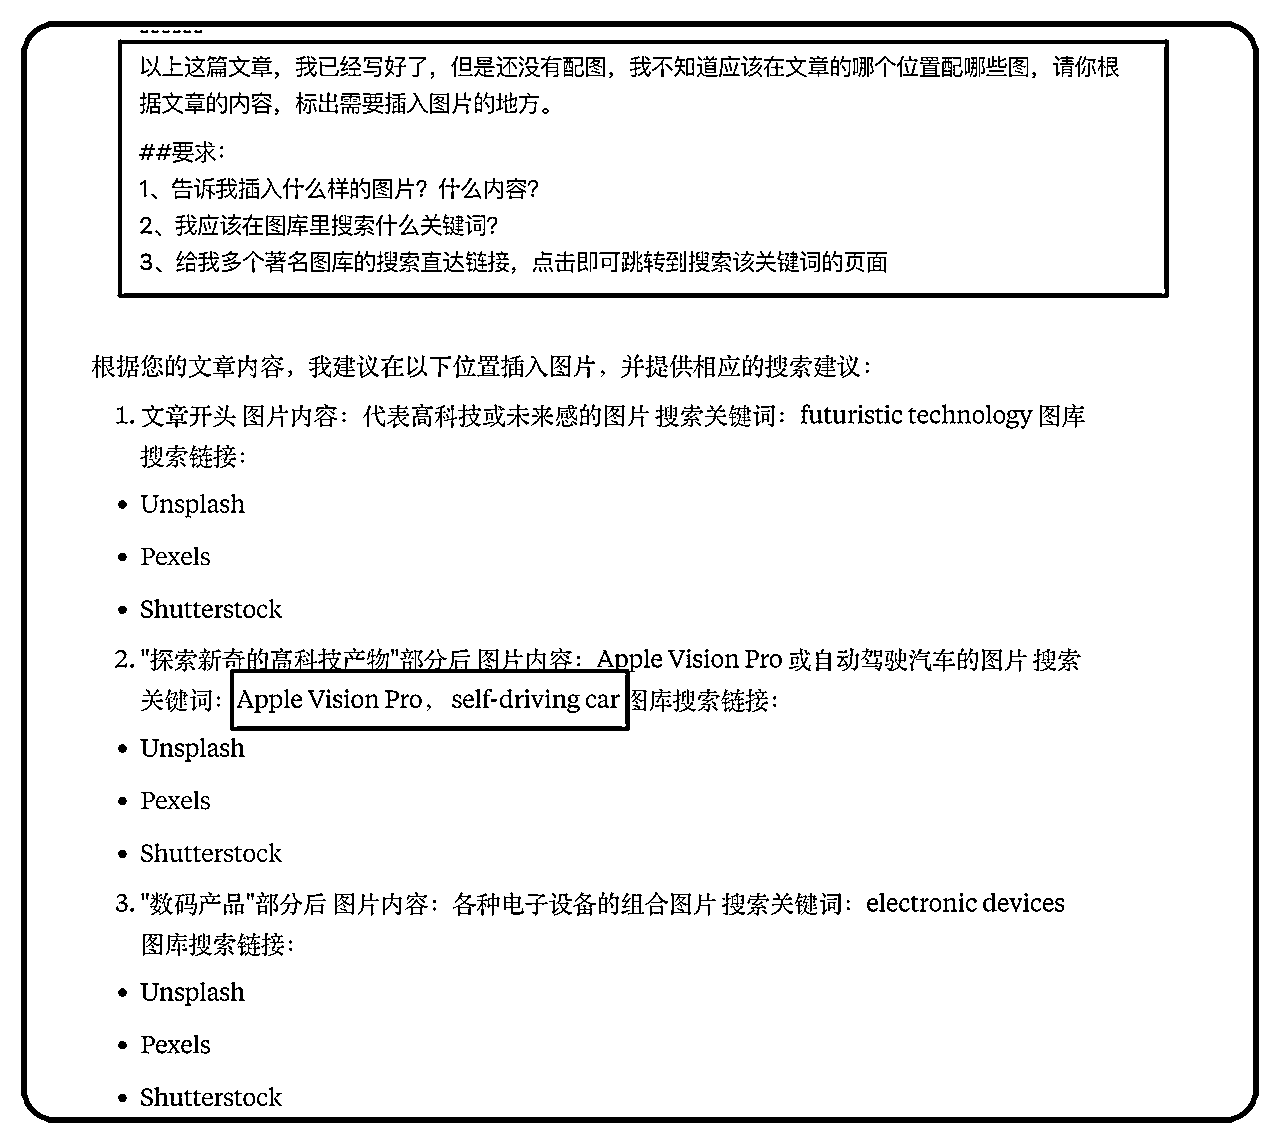 以上这篇文章，我已经写好了，但是还没有配图，我不知道应该在文章的哪个位置配哪些图，请你根
据文章的内容，标出需要插入图片的地方。
##要求：
1、告诉我插入什么样的图片？什么内容？
2、我应该在图库里搜索什么关键词？
3、给我多个著名图库的搜索直达链接，点击即可跳转到搜索该关键词的页面
根据您的文章内容，我建议在以下位置插入图片，并提供相应的搜索建议：
1. 文章开头 图片内容：代表高科技或未来感的图片 搜索关键词：futuristic technology 图库
搜索链接：
• Unsplash
• Pexels
• Shutterstock
2. "探索新奇的高科技产物"部分后 图片内容：Apple Vision Pro 或自动驾驶汽车的图片 搜索
关键词：Apple Vision Pro， self-driving car 图库搜索链接：
• Unsplash
• Pexels
• Shutterstock
3. "数码产品"部分后 图片内容：各种电子设备的组合图片 搜索关键词：electronic devices
图库搜索链接：
• Unsplash
• Pexels
• Shutterstock